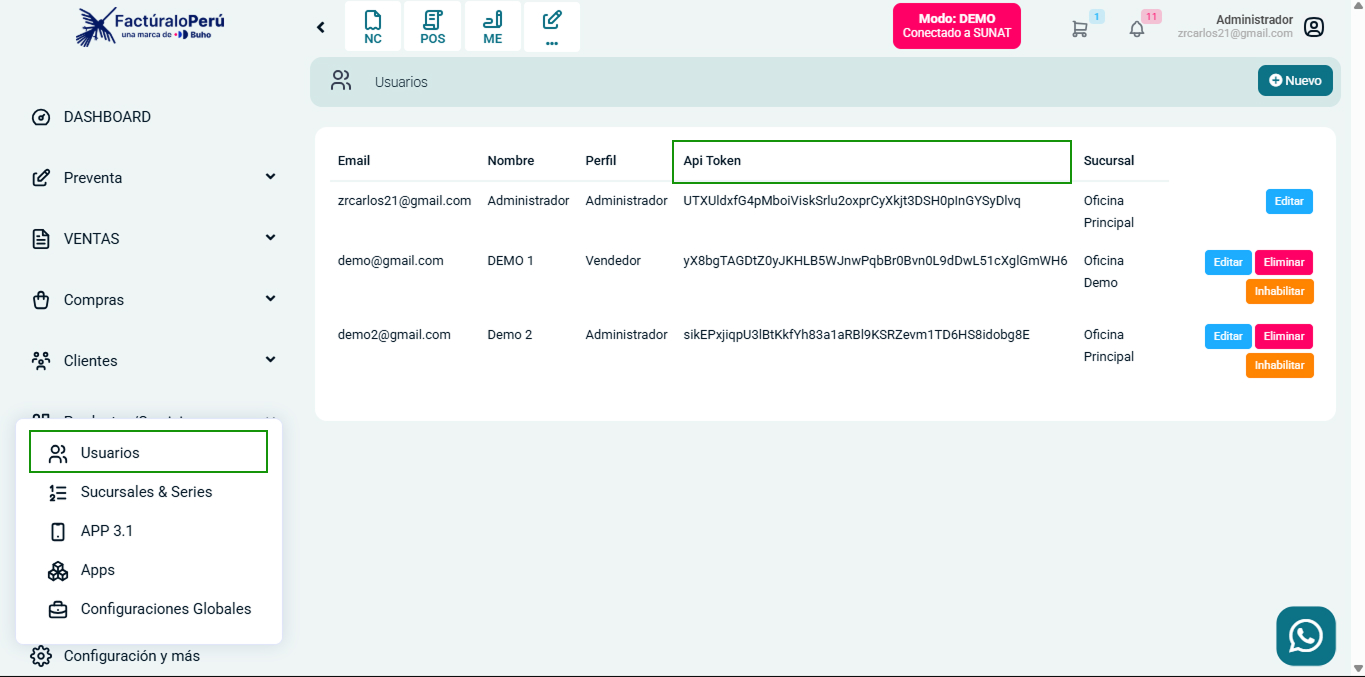 FactúraloPerú
una marca de Buho
NC
POS
ME
...
Modo: DEMO
Conectado a SUNAT
1
11
Administrador
zrcarlos21@gmail.com
Usuarios
Nuevo
DASHBOARD
Preventa
VENTAS
Compras
Clientes
Usuarios
Sucursales & Series
APP 3.1
Apps
Configuraciones Globales
Configuración y más
Email Nombre Perfil Api Token Sucursal
zrcarlos21@gmail.com Administrador Administrador UTXUldxfG4pMboiViskSrlu2oxprCyXkjt3DSH0pInGYSyDlvq Oficina Principal Editar
demo@gmail.com DEMO 1 Vendedor yX8bgTAGDtZ0yJKHLB5WJnwPqbBr0Bvn0L9dDwL51cXglGmWH6 Oficina Demo Editar Eliminar
Inhabilitar
demo2@gmail.com Demo 2 Administrador sikEPxjiqpU3lBtKkfYh83a1aRBl9KSRZevm1TD6HS8idobg8E Oficina Principal Editar Eliminar
Inhabilitar